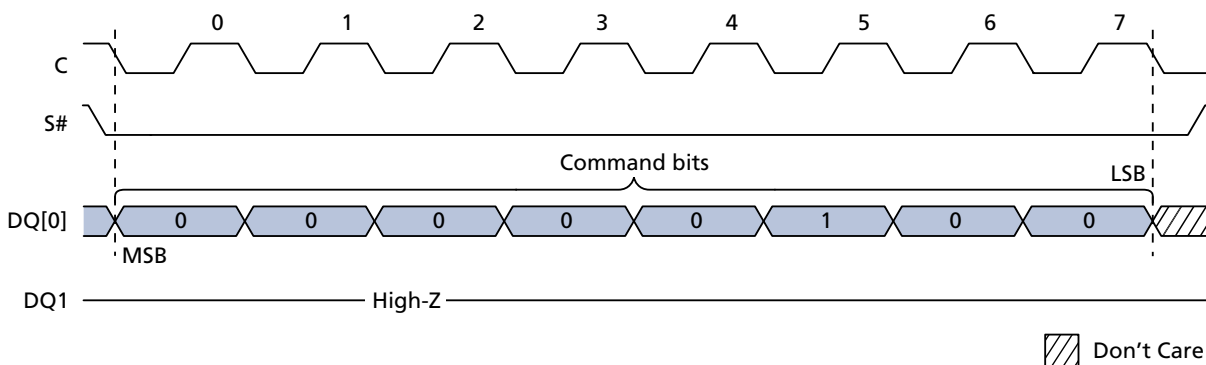 0 1 2 3 4 5 6 7
C
S#
Command bits
LSB
DQ[0] 0 0 0 0 0 1 0 0
MSB
DQ1 High-Z
Don't Care